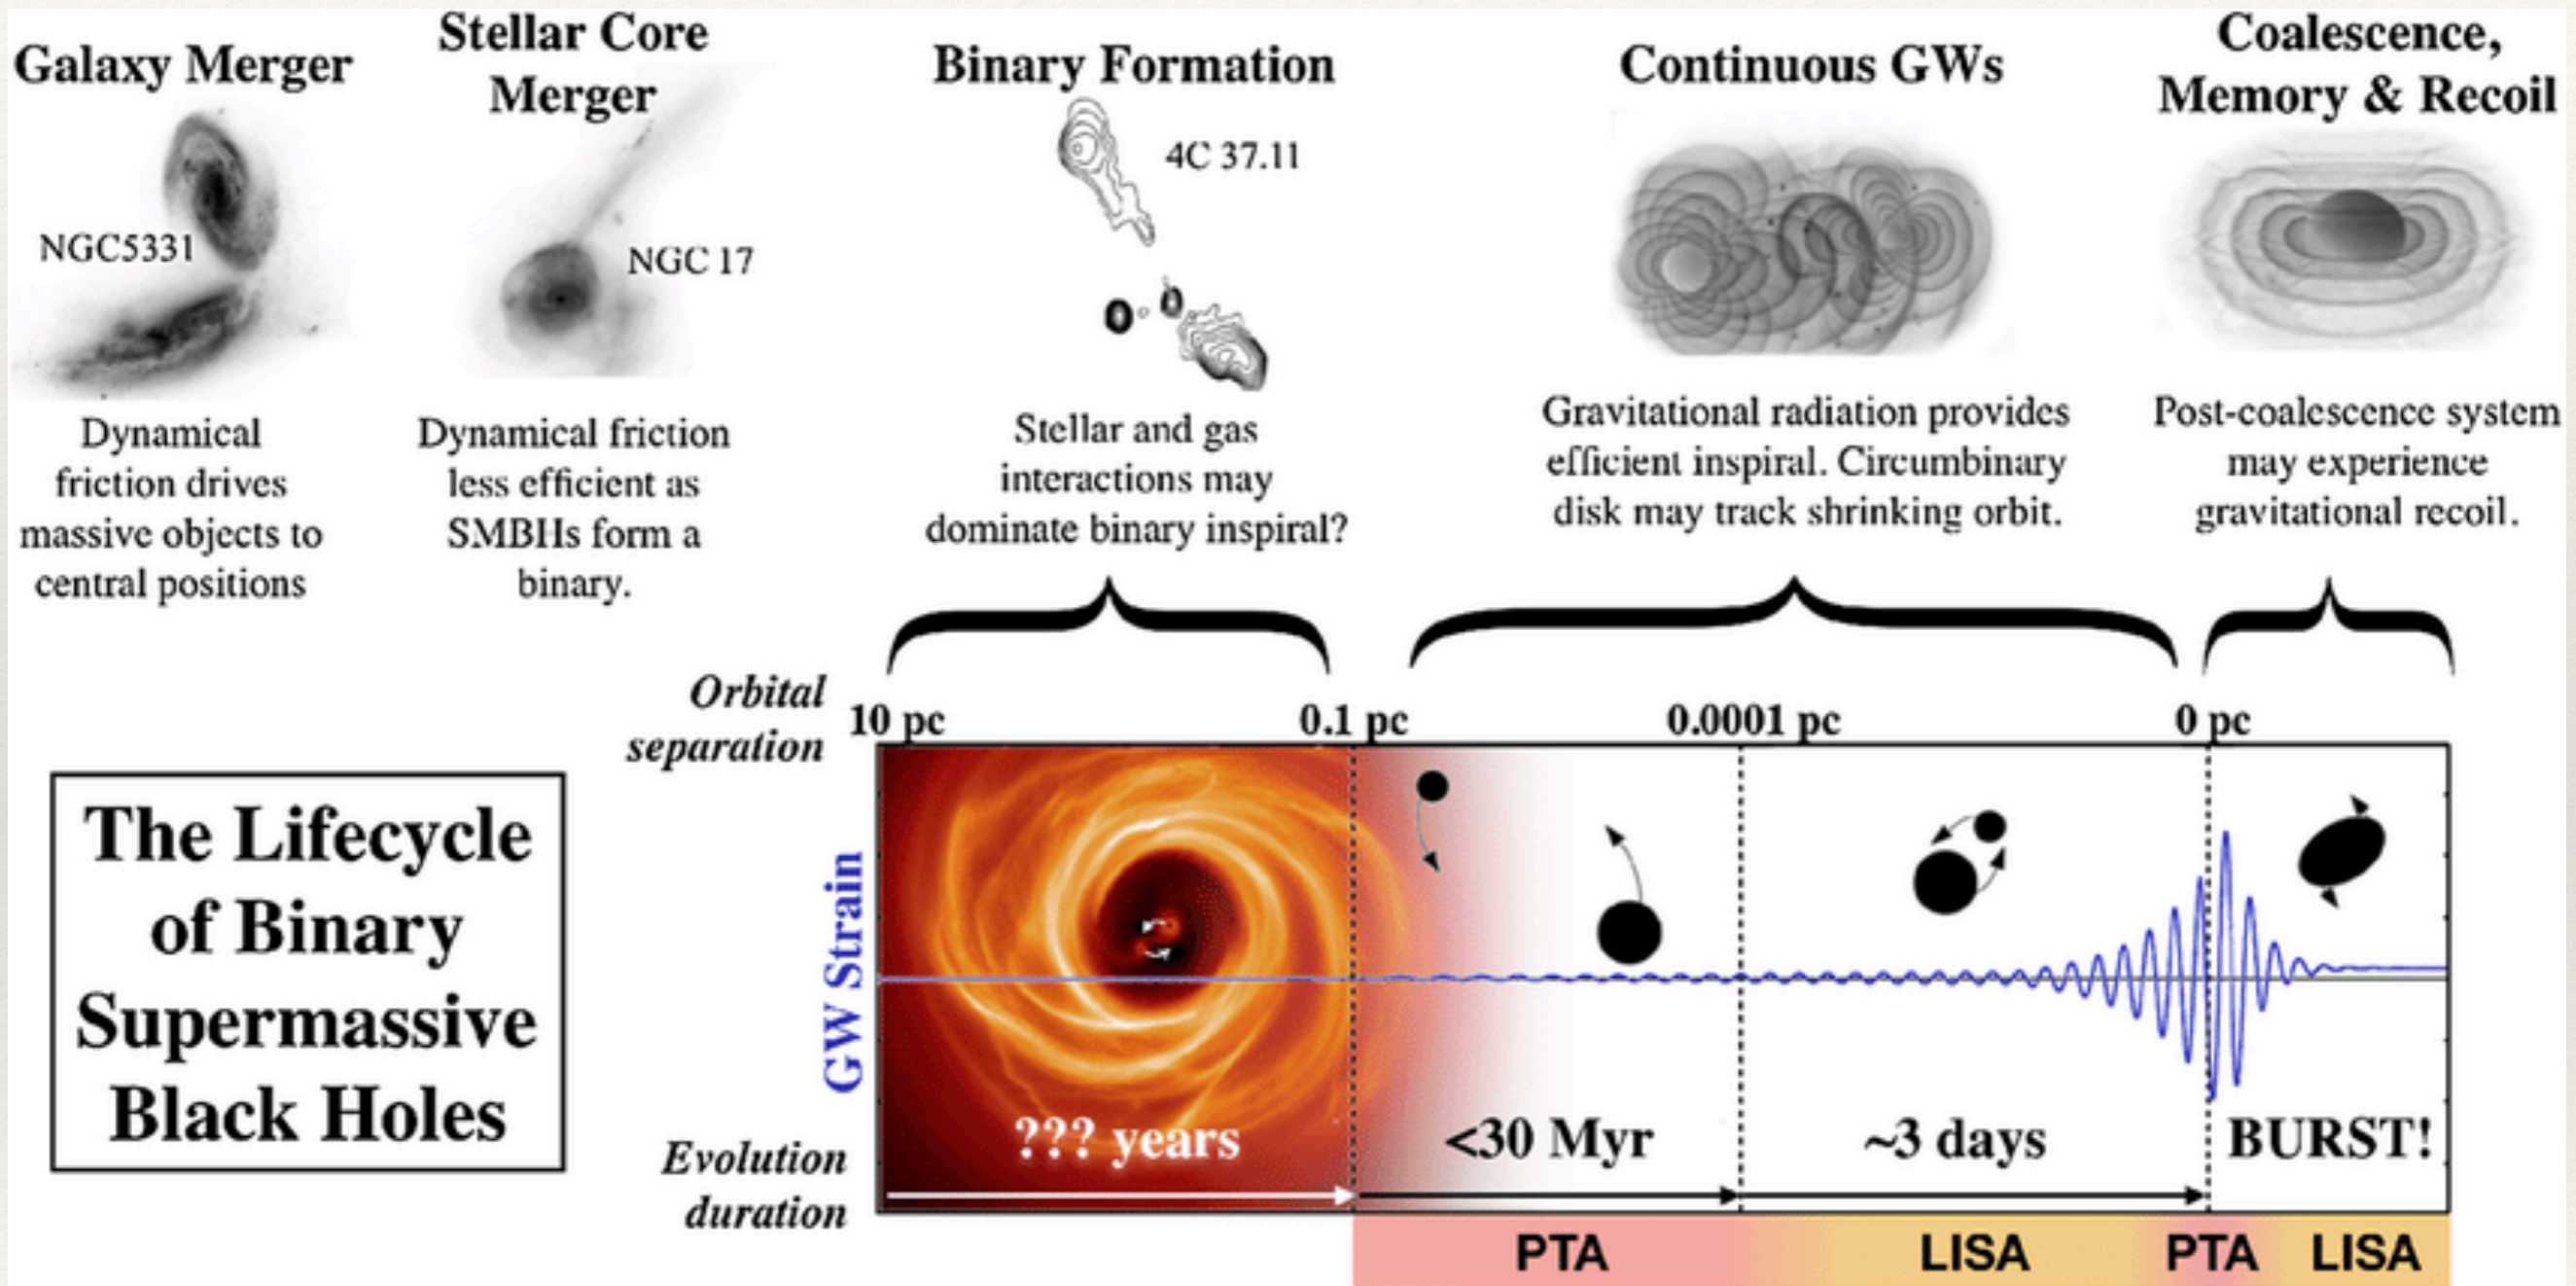 Galaxy Merger
NGC5331
Dynamical
friction drives
massive objects to
central positions
Stellar Core
Merger
NGC 17
Dynamical friction
less efficient as
SMBHs form a
binary.
Binary Formation
4C 37.11
Stellar and gas
interactions may
dominate binary inspiral?
Continuous GWs
Gravitational radiation provides
efficient inspiral. Circumbinary
disk may track shrinking orbit.
Coalescence,
Memory & Recoil
Post-coalescence system
may experience
gravitational recoil.
The Lifecycle
of Binary
Supermassive
Black Holes
Orbital
separation
10 pc
0.1 pc
0.0001 pc
0 pc
GW Strain
Evolution
duration
??? years
<30 Myr
~3 days
BURST!
PTA
LISA
PTA
LISA